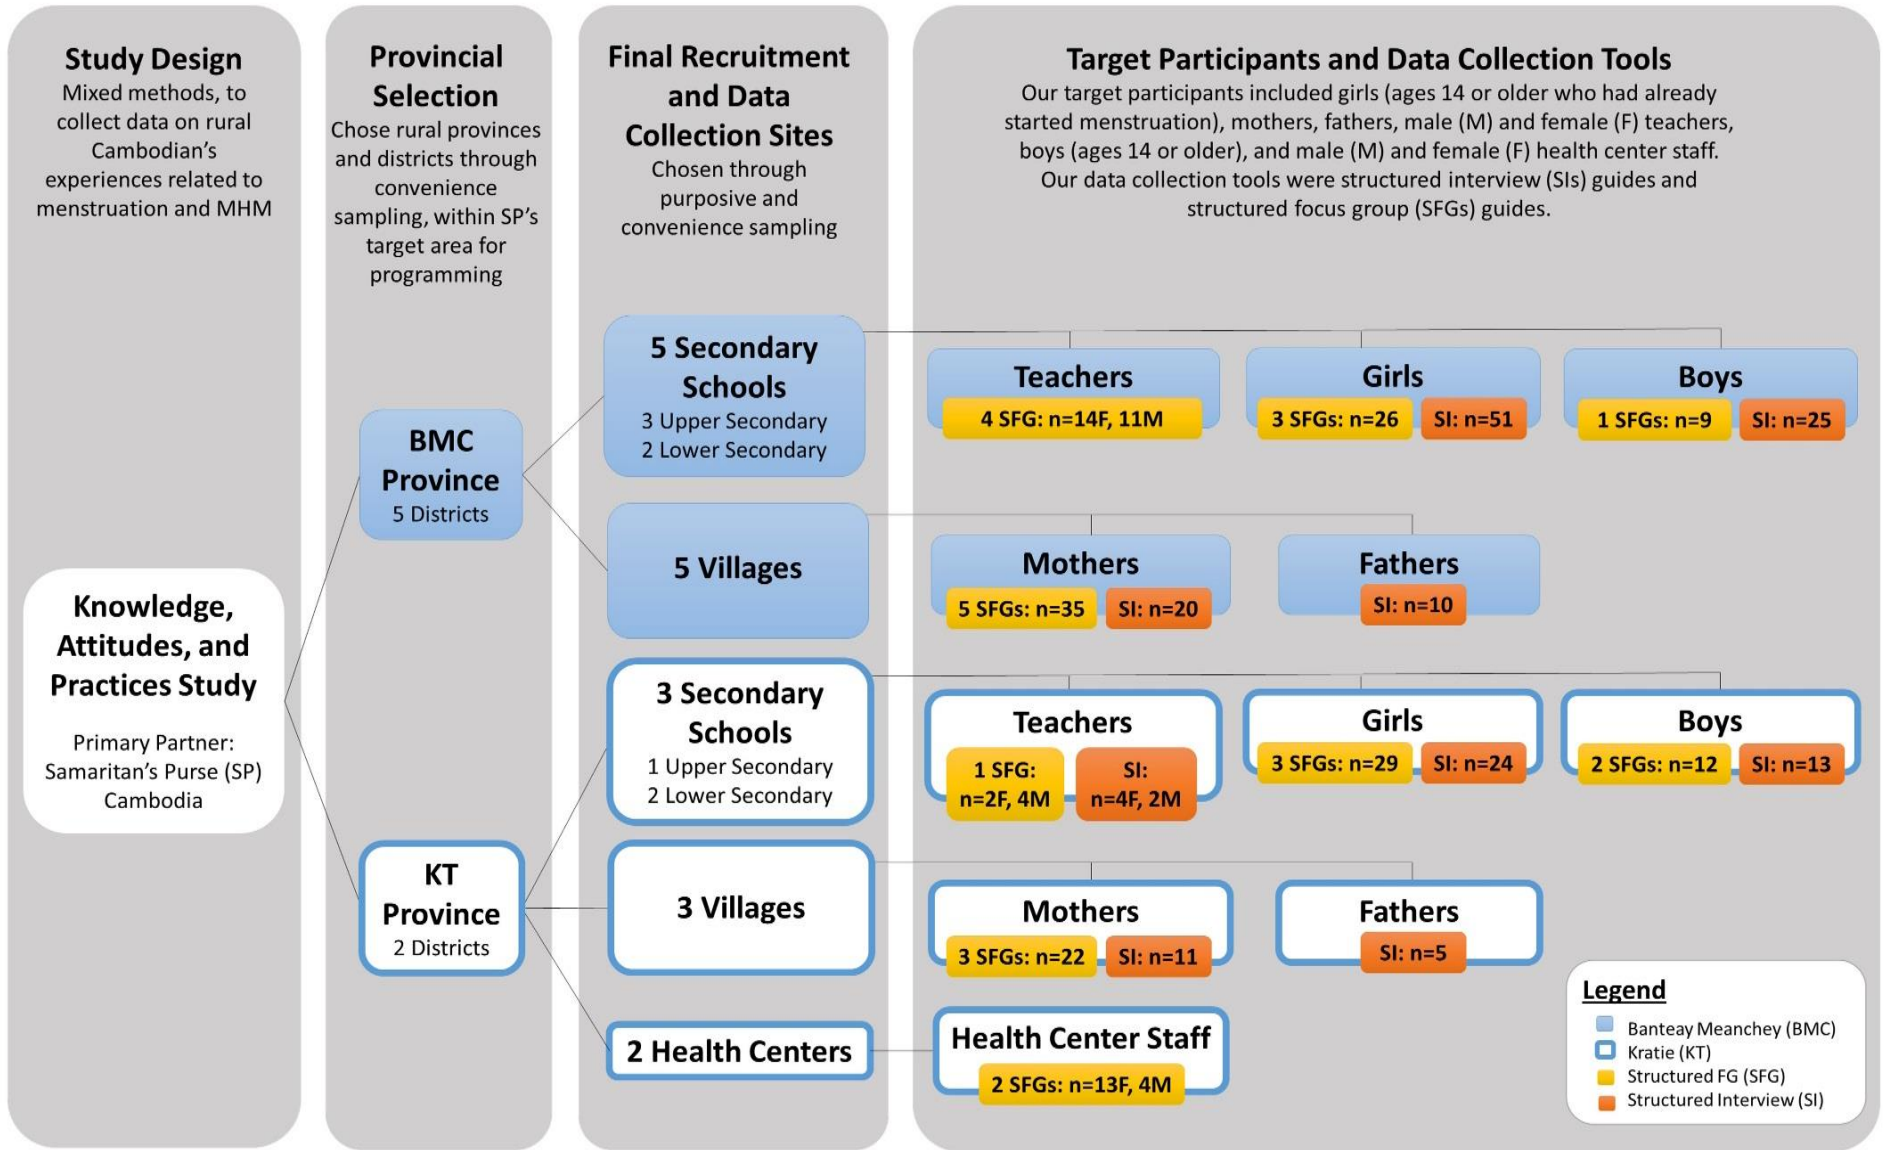 Study Design
Mixed methods, to
collect data on rural
Cambodian’s
experiences related to
menstruation and MHM
Knowledge,
Attitudes, and
Practices Study
Primary Partner:
Samaritan’s Purse (SP)
Cambodia
Provincial
Selection
Chose rural provinces
and districts through
convenience
sampling, within SP’s
target area for
programming
BMC
Province
5 Districts
KT
Province
2 Districts
Final Recruitment
and Data
Collection Sites
Chosen through
purposive and
convenience sampling
5 Secondary
Schools
3 Upper Secondary
2 Lower Secondary
5 Villages
3 Secondary
Schools
1 Upper Secondary
2 Lower Secondary
3 Villages
2 Health Centers
Target Participants and Data Collection Tools
Our target participants included girls (ages 14 or older who had already
started menstruation), mothers, fathers, male (M) and female (F) teachers,
boys (ages 14 or older), and male (M) and female (F) health center staff.
Our data collection tools were structured interview (SIs) guides and
structured focus group (SFGs) guides.
Teachers
4 SFG: n=14F, 11M
Girls
3 SFGs: n=26
SI: n=51
Boys
1 SFGs: n=9
SI: n=25
Mothers
5 SFGs: n=35
SI: n=20
Fathers
SI: n=10
Teachers
1 SFG:
n=2F, 4M
SI:
n=4F, 2M
Girls
3 SFGs: n=29
SI: n=24
Boys
2 SFGs: n=12
SI: n=13
Mothers
3 SFGs: n=22
SI: n=11
Fathers
SI: n=5
Health Center Staff
2 SFGs: n=13F, 4M
Legend
Banteay Meanchey (BMC)
Kratie (KT)
Structured FG (SFG)
Structured Interview (SI)